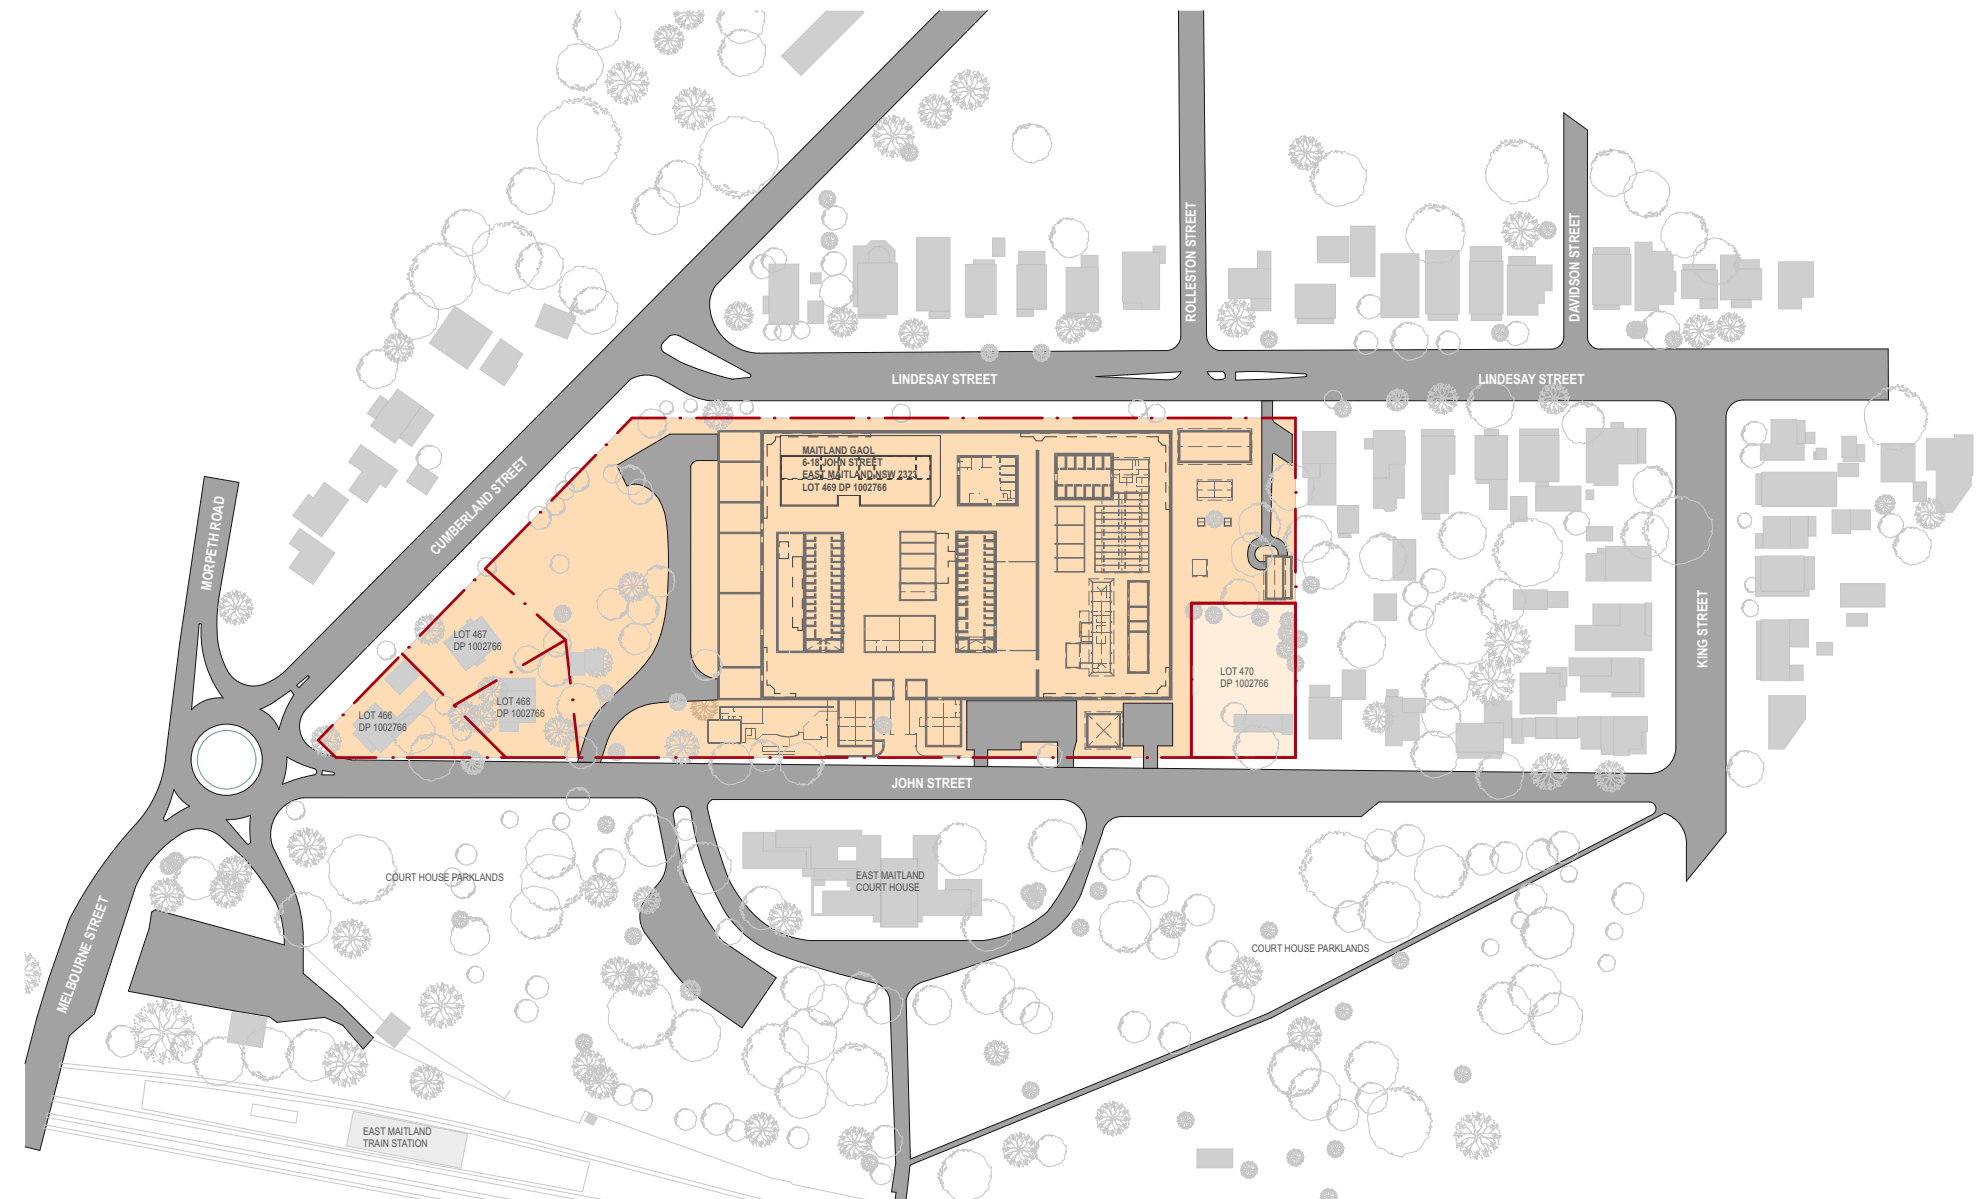 ROLLESTON STREET
DAVIDSON STREET
LINDESAY STREET
LINDESAY STREET
CUMBERLAND STREET
MORPETH ROAD
MAITLAND GAOL
6-18 JOHN STREET
EAST MAITLAND NSW 2323
LOT 469 DP 1002766
KING STREET
LOT 467
DP 1002766
LOT 468
DP 1002766
LOT 466
DP 1002766
LOT 470
DP 1002766
JOHN STREET
COURT HOUSE PARKLANDS
EAST MAITLAND
COURT HOUSE
COURT HOUSE PARKLANDS
MELBOURNE STREET
EAST MAITLAND
TRAIN STATION